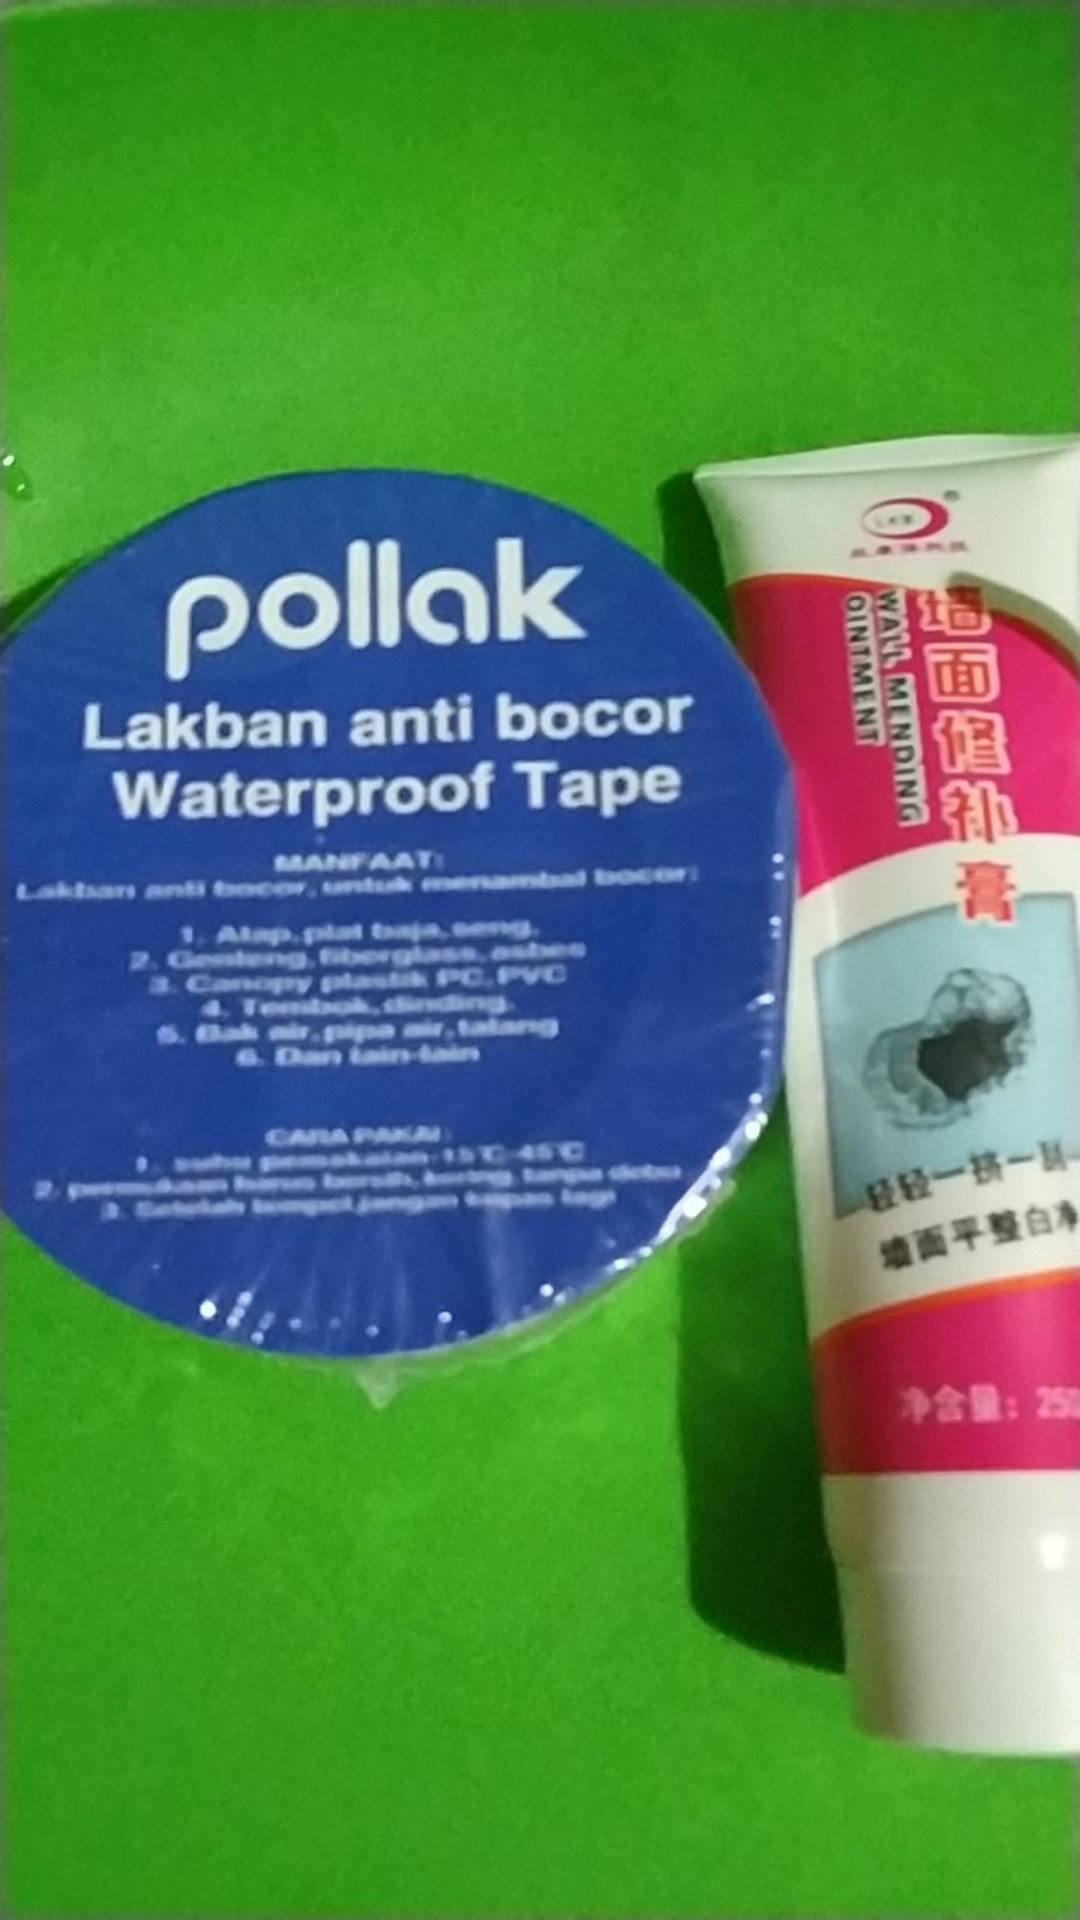 pollak
Lakban anti bocor
Waterproof Tape
MANFAAT:
Lakban anti bocor, untuk menambal bocor:
1. Atap, plat baja, seng,
2. Genteng, fiberglass, asbes
3. Canopy plastik PC, PVC
4. Tembok, dinding,
5. Bak air, pipa air, talang
6. Dan lain-lain
CARA PAKAI:
1. suhu pemakaian -15℃-45℃
2. permukaan harus bersih, kering, tanpa debu
3. Setelah tempel jangan kupas lagi
墙面修补膏
WALL MENDING
OINTMENT
轻轻一挤一刮
墙面平整白净
净含量: 250